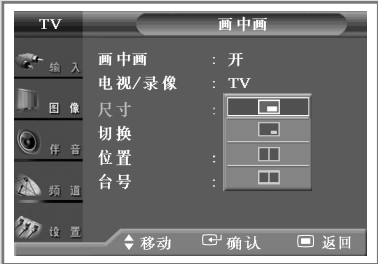 TV 画中画
输入
图像
伴音
频道
设置
画中画 : 开
电视/录像 : TV
尺寸 :
切换
位置 :
台号 :
移动 确认 返回